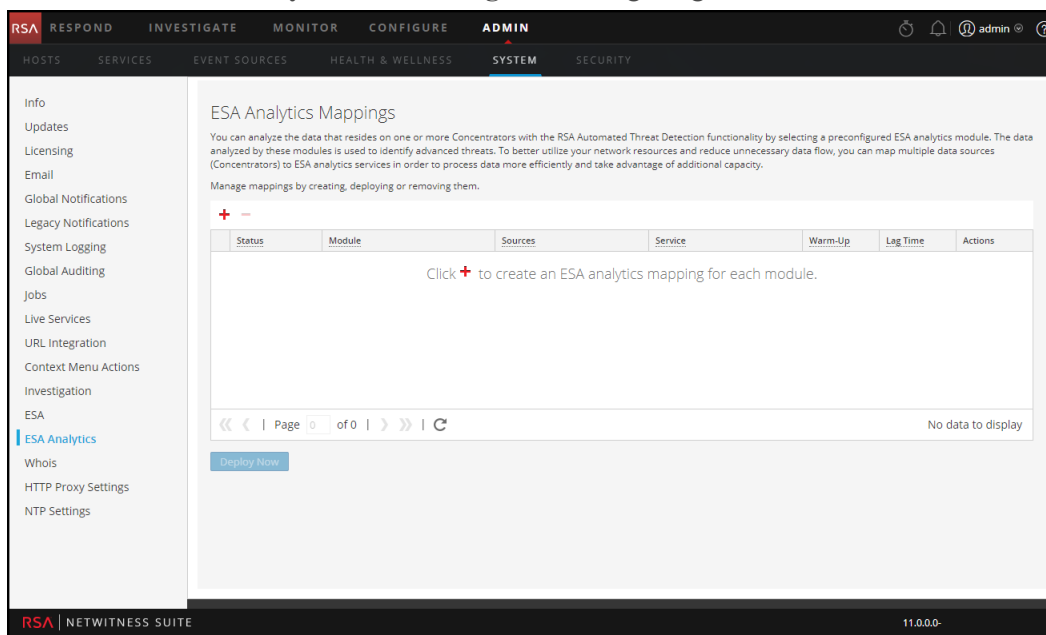 RSA RESPOND INVESTIGATE MONITOR CONFIGURE ADMIN admin
HOSTS SERVICES EVENT SOURCES HEALTH & WELLNESS SYSTEM SECURITY
Info
Updates
Licensing
Email
Global Notifications
Legacy Notifications
System Logging
Global Auditing
Jobs
Live Services
URL Integration
Context Menu Actions
Investigation
ESA
ESA Analytics
Whois
HTTP Proxy Settings
NTP Settings
ESA Analytics Mappings
You can analyze the data that resides on one or more Concentrators with the RSA Automated Threat Detection functionality by selecting a preconfigured ESA analytics module. The data
analyzed by these modules is used to identify advanced threats. To better utilize your network resources and reduce unnecessary data flow, you can map multiple data sources
(Concentrators) to ESA analytics services in order to process data more efficiently and take advantage of additional capacity.
Manage mappings by creating, deploying or removing them.
Status Module Sources Service Warm-Up Lag Time Actions
Click + to create an ESA analytics mapping for each module.
Page 0 of 0 No data to display
Deploy Now
RSA NETWITNESS SUITE 11.0.0.0-